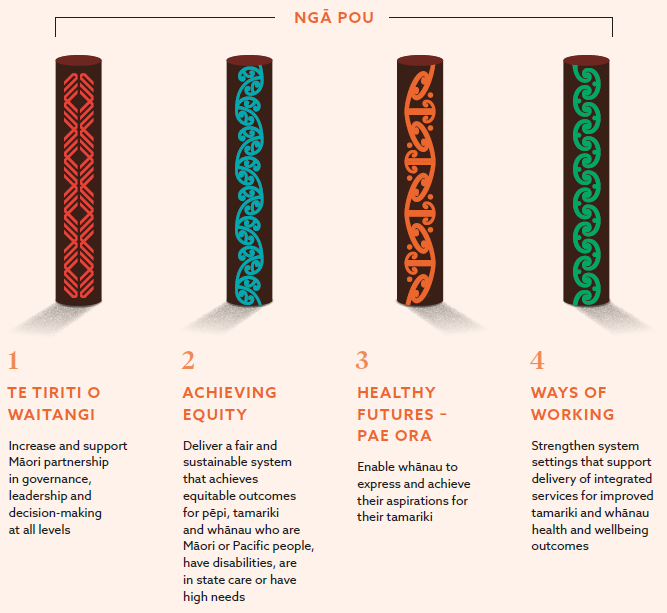 NGĀ POU
1
TE TIRITI O
WAITANGI
Increase and support
Māori partnership
in governance,
leadership and
decision-making
at all levels
2
ACHIEVING
EQUITY
Deliver a fair and
sustainable system
that achieves
equitable outcomes
for pēpi, tamariki
and whānau who are
Māori or Pacific people,
have disabilities, are
in state care or have
high needs
3
HEALTHY
FUTURES –
PAE ORA
Enable whānau to
express and achieve
their aspirations for
their tamariki
4
WAYS OF
WORKING
Strengthen system
settings that support
delivery of integrated
services for improved
tamariki and whānau
health and wellbeing
outcomes